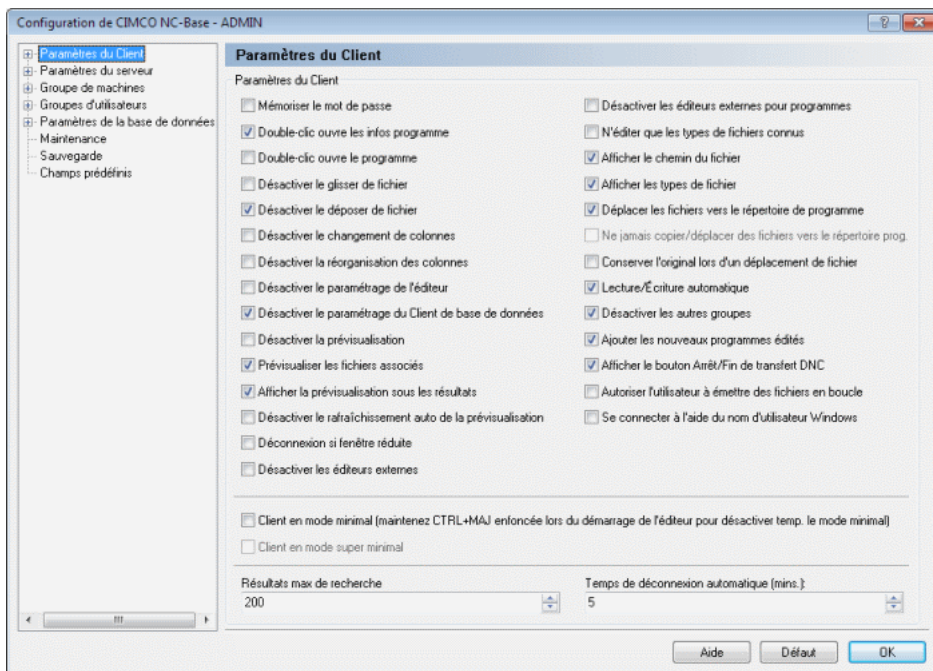 Configuration de CIMCO NC-Base - ADMIN
Paramètres du Client
Paramètres du serveur
Groupe de machines
Groupes d'utilisateurs
Paramètres de la base de données
Maintenance
Sauvegarde
Champs prédéfinis
Paramètres du Client
Paramètres du Client
Mémoriser le mot de passe
Double-clic ouvre les infos programme
Double-clic ouvre le programme
Désactiver le glisser de fichier
Désactiver le déposer de fichier
Désactiver le changement de colonnes
Désactiver la réorganisation des colonnes
Désactiver le paramétrage de l'éditeur
Désactiver le paramétrage du Client de base de données
Désactiver la prévisualisation
Prévisualiser les fichiers associés
Afficher la prévisualisation sous les résultats
Désactiver le rafraîchissement auto de la prévisualisation
Déconnexion si fenêtre réduite
Désactiver les éditeurs externes
Désactiver les éditeurs externes pour programmes
N'éditer que les types de fichiers connus
Afficher le chemin du fichier
Afficher les types de fichier
Déplacer les fichiers vers le répertoire de programme
Ne jamais copier/déplacer des fichiers vers le répertoire prog.
Conserver l'original lors d'un déplacement de fichier
Lecture/Écriture automatique
Désactiver les autres groupes
Ajouter les nouveaux programmes édités
Afficher le bouton Arrêt/Fin de transfert DNC
Autoriser l'utilisateur à émettre des fichiers en boucle
Se connecter à l'aide du nom d'utilisateur Windows
Client en mode minimal (maintenez CTRL+MAJ enfoncée lors du démarrage de l'éditeur pour désactiver temp. le mode minimal)
Client en mode super minimal
Résultats max de recherche
200
Temps de déconnexion automatique (mins.):
5
Aide
Défaut
OK